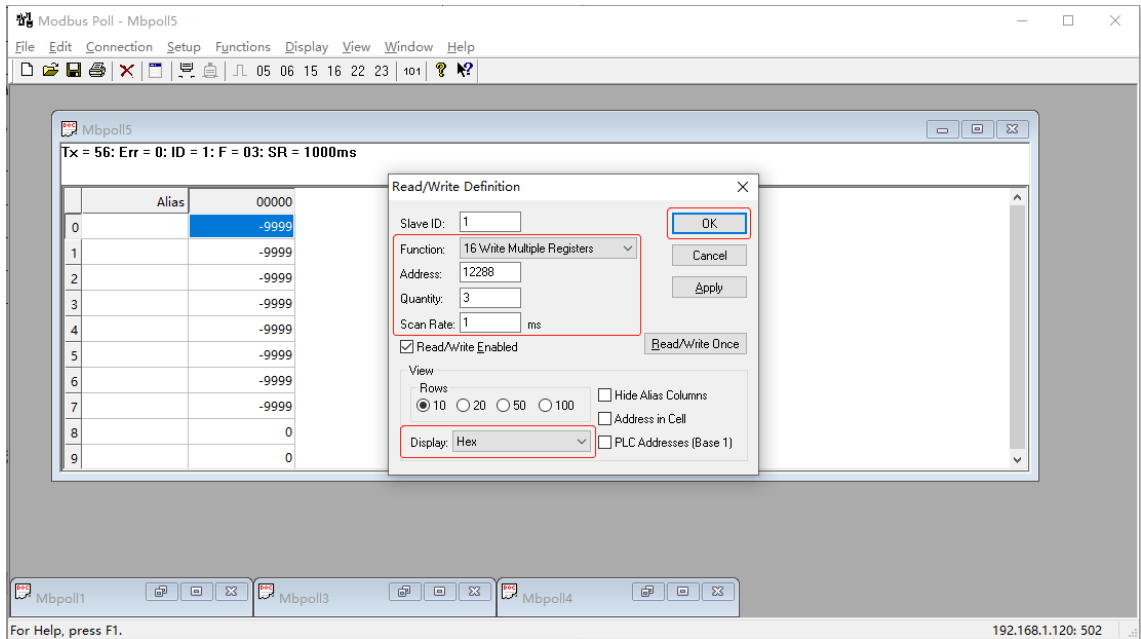 Modbus Poll - Mbpoll5
File Edit Connection Setup Functions Display View Window Help
05 06 15 16 22 23 101
Mbpoll5
Tx = 56: Err = 0: ID = 1: F = 03: SR = 1000ms
Alias 00000
0 -9999
1 -9999
2 -9999
3 -9999
4 -9999
5 -9999
6 -9999
7 -9999
8 0
9 0
Read/Write Definition
Slave ID: 1
OK
Function: 16 Write Multiple Registers
Cancel
Address: 12288
Apply
Quantity: 3
Scan Rate: 1 ms
Read/Write Enabled
Read/Write Once
View
Rows
10 20 50 100
Hide Alias Columns
Address in Cell
Display: Hex
PLC Addresses (Base 1)
Mbpoll1 Mbpoll3 Mbpoll4
For Help, press F1. 192.168.1.120: 502